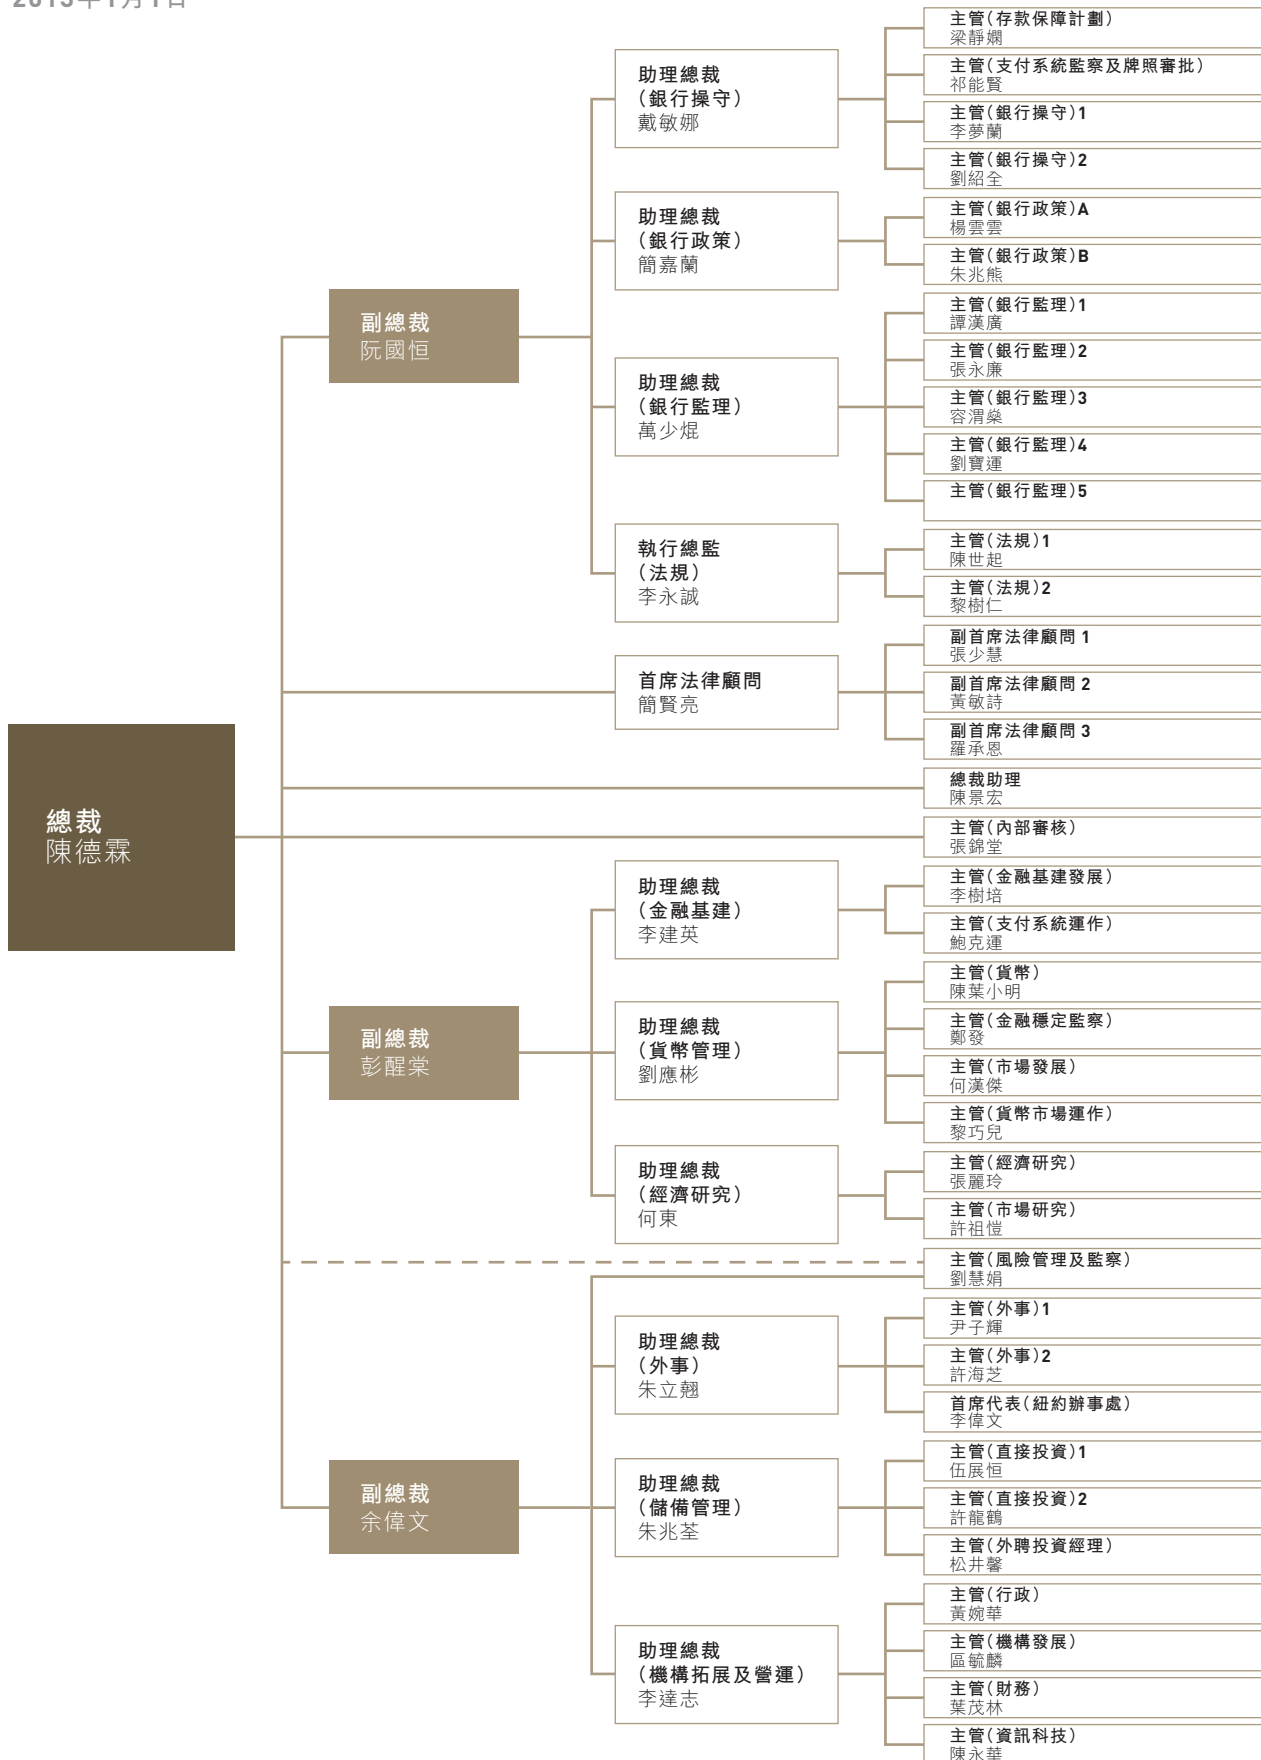 2013年1月1日
總裁
陳德霖
副總裁
阮國恒
助理總裁
（銀行操守）
戴敏娜
主管（存款保障計劃）
梁靜嫻
主管（支付系統監察及牌照審批）
祁能賢
主管（銀行操守）1
李夢蘭
主管（銀行操守）2
劉紹全
助理總裁
（銀行政策）
簡嘉蘭
主管（銀行政策）A
楊雲雲
主管（銀行政策）B
朱兆熊
助理總裁
（銀行監理）
萬少焜
主管（銀行監理）1
譚漢廣
主管（銀行監理）2
張永廉
主管（銀行監理）3
容渭燊
主管（銀行監理）4
劉寶運
主管（銀行監理）5
執行總監
（法規）
李永誠
主管（法規）1
陳世起
主管（法規）2
黎樹仁
首席法律顧問
簡賢亮
副首席法律顧問 1
張少慧
副首席法律顧問 2
黃敏詩
副首席法律顧問 3
羅承恩
總裁助理
陳景宏
主管（內部審核）
張錦堂
副總裁
彭醒棠
助理總裁
（金融基建）
李建英
主管（金融基建發展）
李樹培
主管（支付系統運作）
鮑克運
助理總裁
（貨幣管理）
劉應彬
主管（貨幣）
陳葉小明
主管（金融穩定監察）
鄭發
主管（市場發展）
何漢傑
主管（貨幣市場運作）
黎巧兒
助理總裁
（經濟研究）
何東
主管（經濟研究）
張麗玲
主管（市場研究）
許祖愷
主管（風險管理及監察）
劉慧娟
副總裁
余偉文
助理總裁
（外事）
朱立翹
主管（外事）1
尹子輝
主管（外事）2
許海芝
首席代表（紐約辦事處）
李偉文
助理總裁
（儲備管理）
朱兆荃
主管（直接投資）1
伍展恒
主管（直接投資）2
許龍鶴
主管（外聘投資經理）
松井馨
助理總裁
（機構拓展及營運）
李達志
主管（行政）
黃婉華
主管（機構發展）
區毓麟
主管（財務）
葉茂林
主管（資訊科技）
陳永華